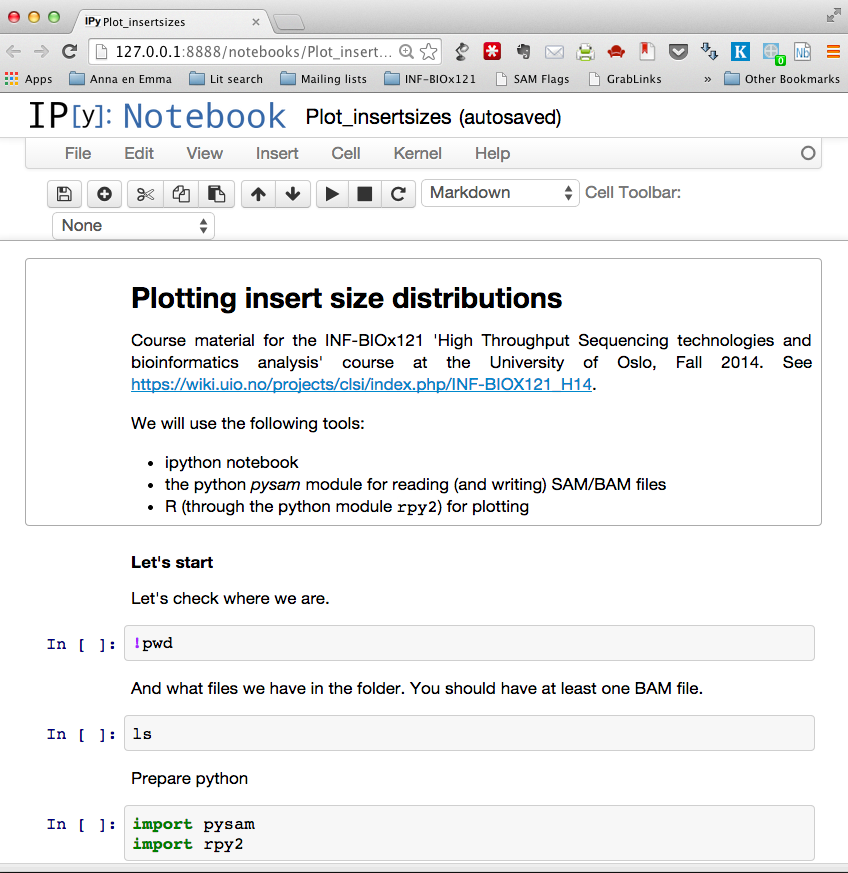 IPy Plot_insertsizes
127.0.0.1:8888/notebooks/Plot_insert...
K 0 Nb
Apps Anna en Emma Lit search Mailing lists INF-BIOx121 SAM Flags GrabLinks » Other Bookmarks
IP[y]: Notebook Plot_insertsizes (autosaved)
File Edit View Insert Cell Kernel Help
Markdown Cell Toolbar:
None
Plotting insert size distributions
Course material for the INF-BIOx121 'High Throughput Sequencing technologies and
bioinformatics analysis' course at the University of Oslo, Fall 2014. See
https://wiki.uio.no/projects/clsi/index.php/INF-BIOX121_H14.
We will use the following tools:
• ipython notebook
• the python pysam module for reading (and writing) SAM/BAM files
• R (through the python module rpy2) for plotting
Let's start
Let's check where we are.
In [ ]: !pwd
And what files we have in the folder. You should have at least one BAM file.
In [ ]: ls
Prepare python
In [ ]: import pysam
import rpy2